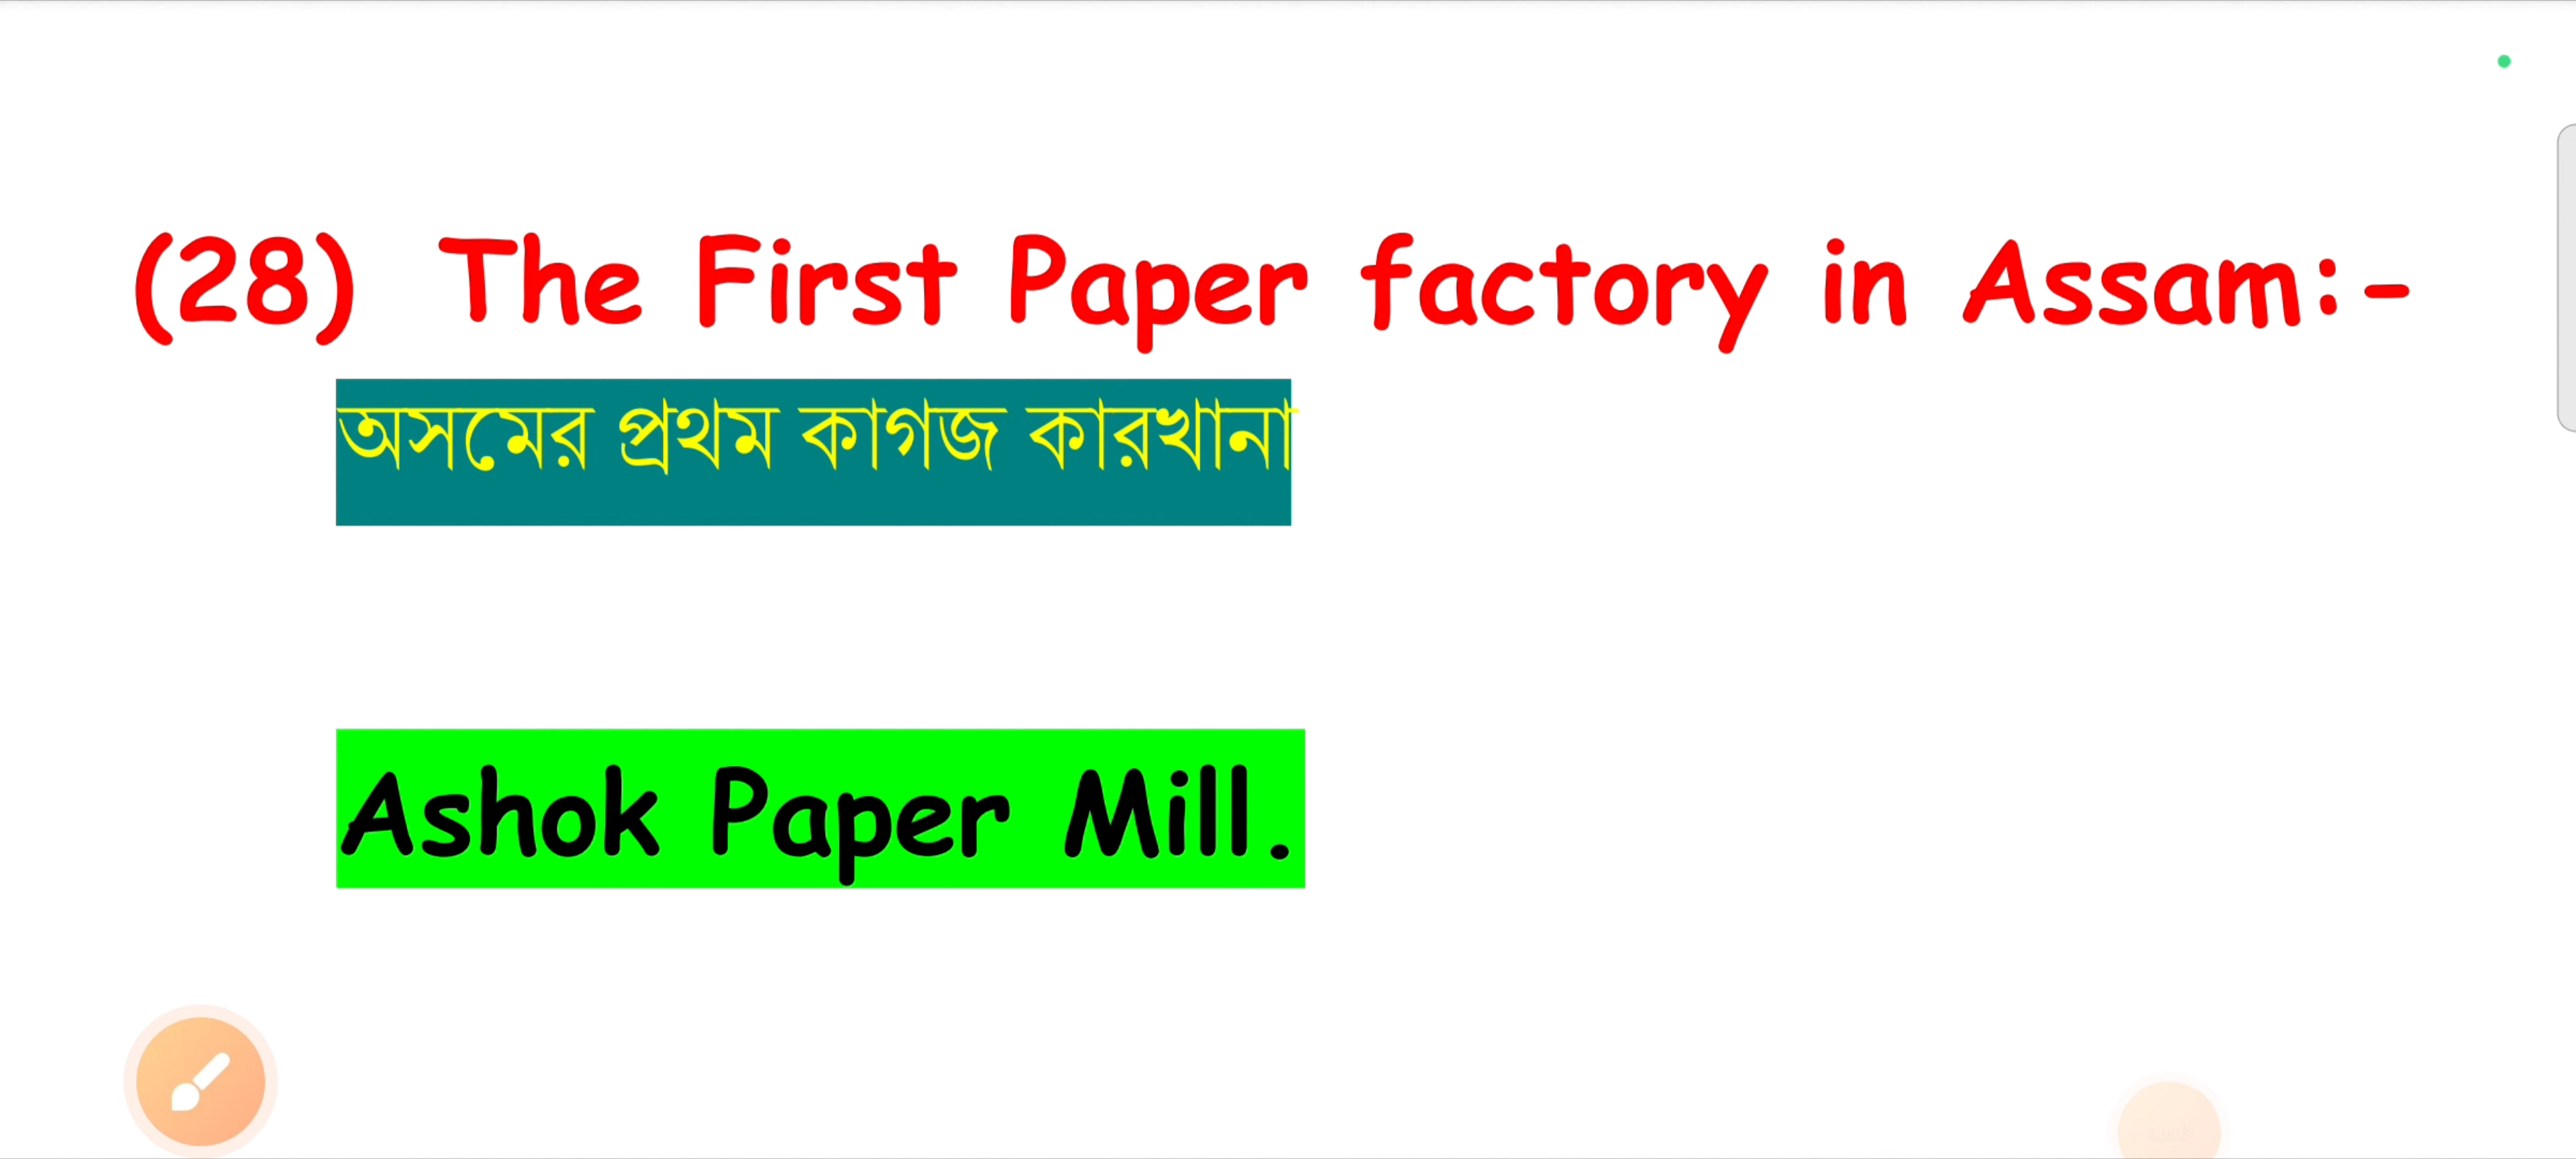 (28) The First Paper factory in Assam:-
অসমের প্রথম কাগজ কারখানা
Ashok Paper Mill.